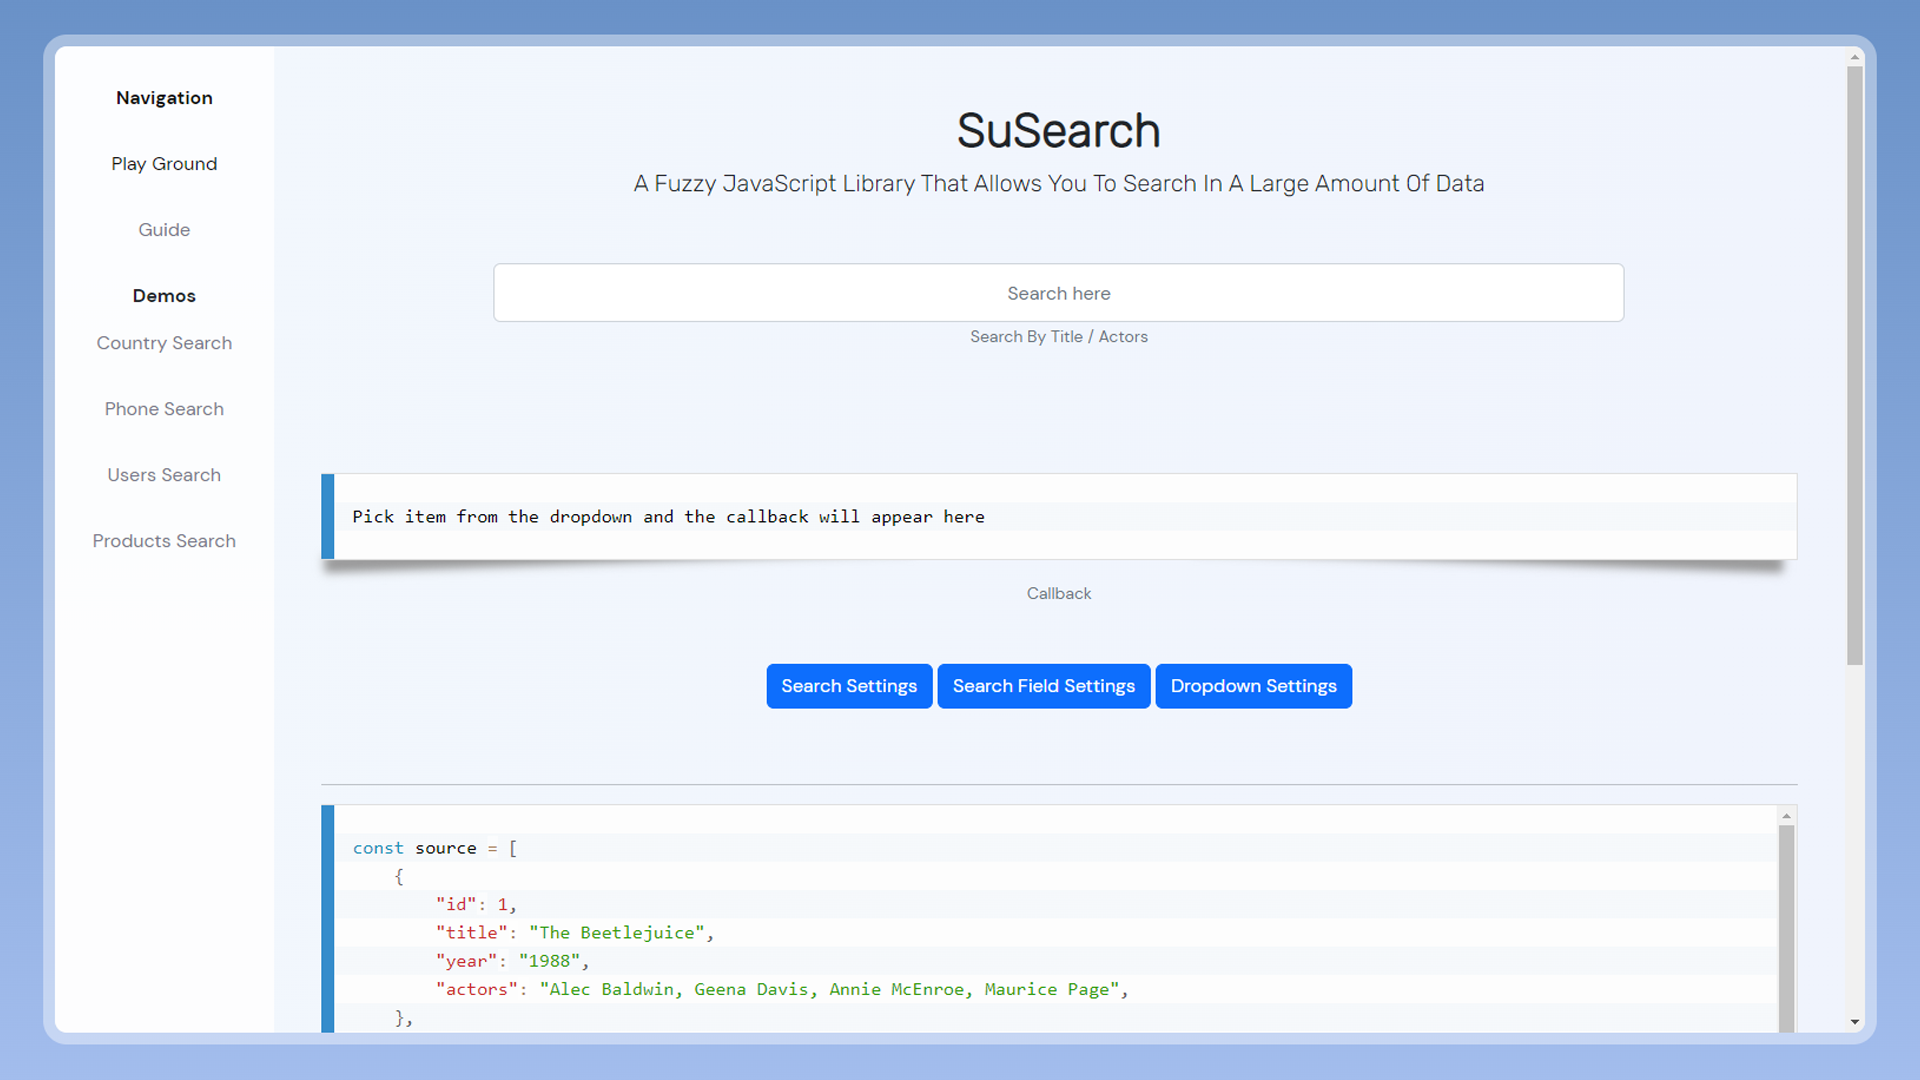 Navigation
Play Ground
Guide
Demos
Country Search
Phone Search
Users Search
Products Search
SuSearch
A Fuzzy JavaScript Library That Allows You To Search In A Large Amount Of Data
Search here
Search By Title / Actors
Pick item from the dropdown and the callback will appear here
Callback
Search Settings Search Field Settings Dropdown Settings
const source = [
{
"id": 1,
"title": "The Beetlejuice",
"year": "1988",
"actors": "Alec Baldwin, Geena Davis, Annie McEnroe, Maurice Page",
},